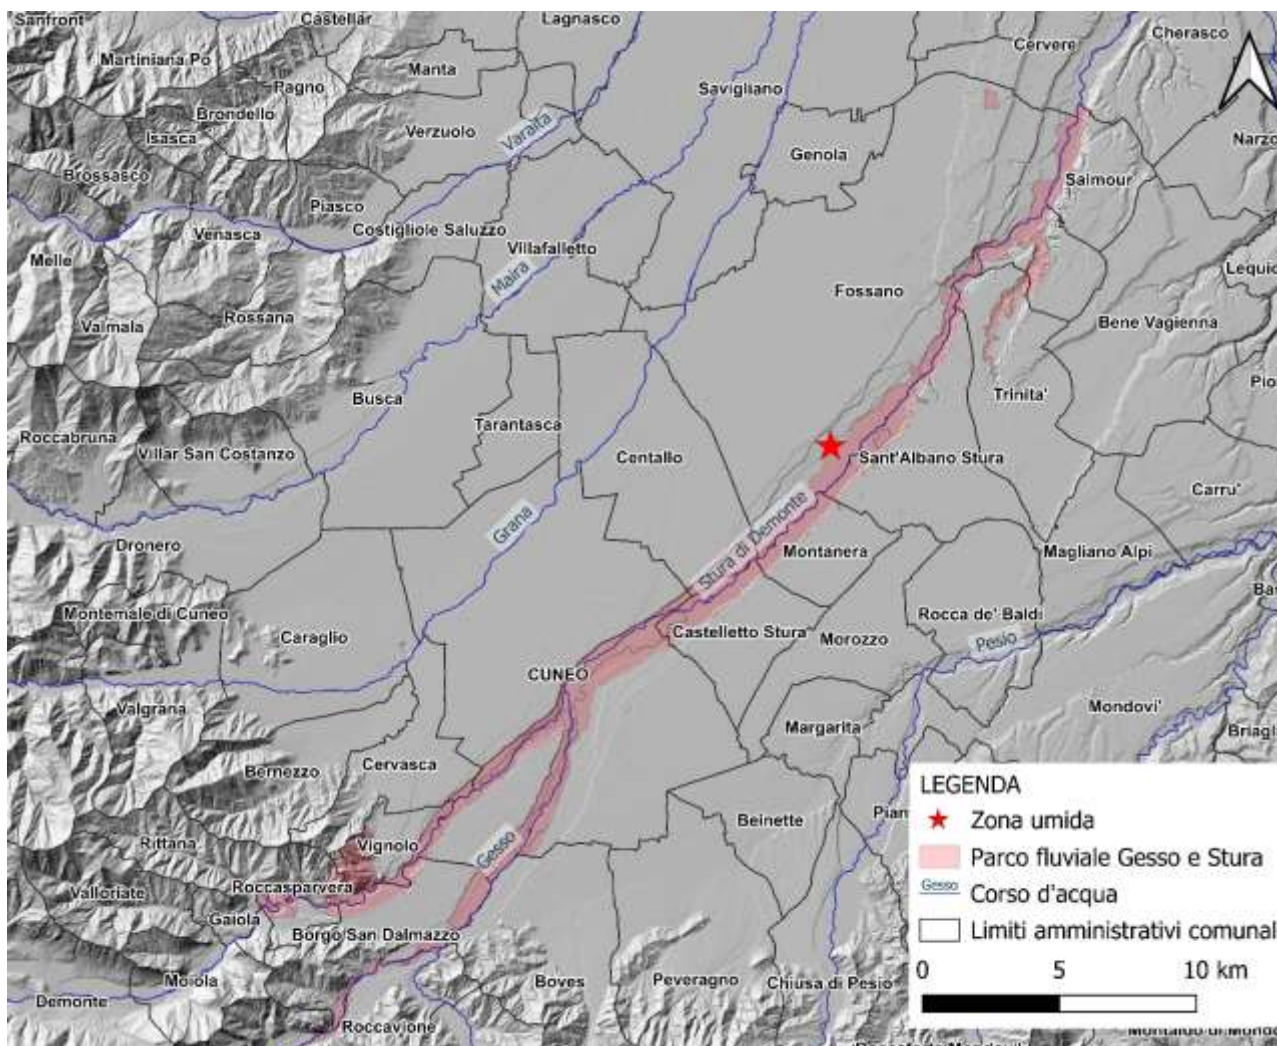 Sanfront
Castellar
Lagnasco
Cervere
Cherasco
Martiniana Po
Manta
Pagno
Savigliano
Brondello
Verzuolo
Isasca
Varaita
Genola
Brossasco
Salmour
Piasco
Costigliole Saluzzo
Venasca
Villafalletto
Melle
Maira
Fossano
Valmala
Rossana
Bene Vagienna
Busca
Trinita'
Roccabruna
Tarantasca
Villar San Costanzo
Centallo
Sant'Albano Stura
Carru'
Grana
Stura di Demonte
Dronero
Montanera
Magliano Alpi
Montemale di Cuneo
Caraglio
Rocca de' Baldi
Castelletto Stura
Morozzo
Pesio
CUNEO
Valgrana
Margarita
Mondovi'
Bernezzo
Cervasca
Beinette
Rittana
Vignolo
Gesso
Valloriate
Roccasparvera
Gaiola
Borgo San Dalmazzo
Moiola
Boves
Peveragno
Chiusa di Pesio
Demonte
Roccavione
LEGENDA
Zona umida
Parco fluviale Gesso e Stura
Gesso
Corso d'acqua
Limiti amministrativi comunal
0 5 10 km